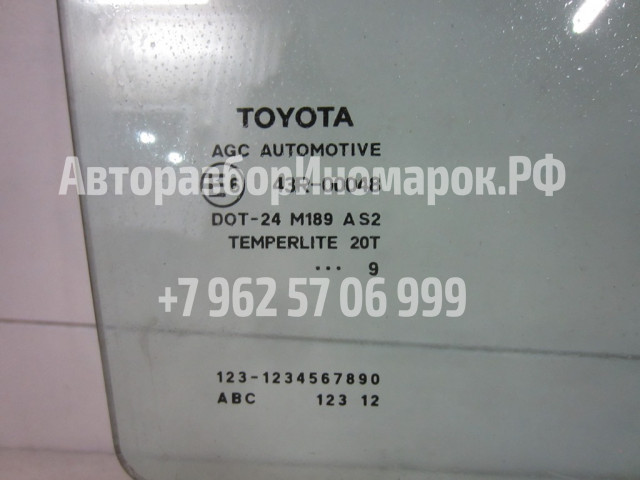 TOYOTA
AGC AUTOMOTIVE
АвторазборИномарок.РФ
E6 43R-00048
DOT-24 M189 AS2
TEMPERLITE 20T
••• 9
+7 962 57 06 999
123-1234567890
ABC 123 12